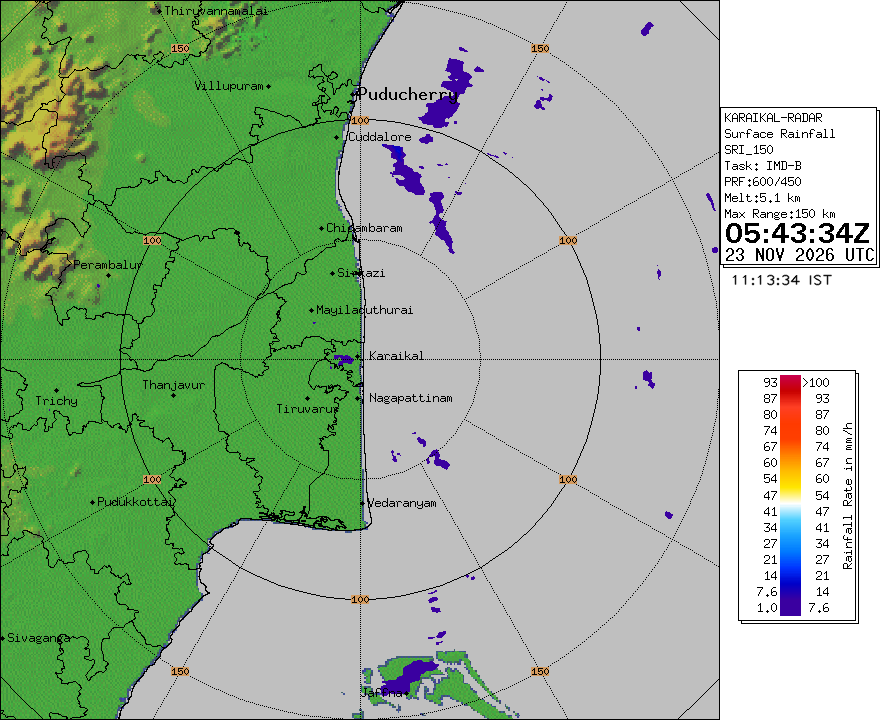 Thiruvannamalai
150
150
Villupuram
Puducherry
100
Cuddalore
Chidambaram
100
100
Perambalur
Sirkazi
Mayiladuthurai
Karaikal
Thanjavur
Trichy
Nagapattinam
Tiruvarur
100
100
Pudukkottai
Vedaranyam
100
Sivaganga
150
150
Jaffna
KARAIKAL-RADAR
Surface Rainfall
SRI_150
Task: IMD-B
PRF:600/450
Melt:5.1 km
Max Range:150 km
05:43:34Z
23 NOV 2026 UTC
11:13:34 IST
93 >100
87 93
80 87
74 80
67 74
60 67
54 60
47 54
41 47
34 41
27 34
21 27
14 21
7.6 14
1.0 7.6
Rainfall Rate in mm/h